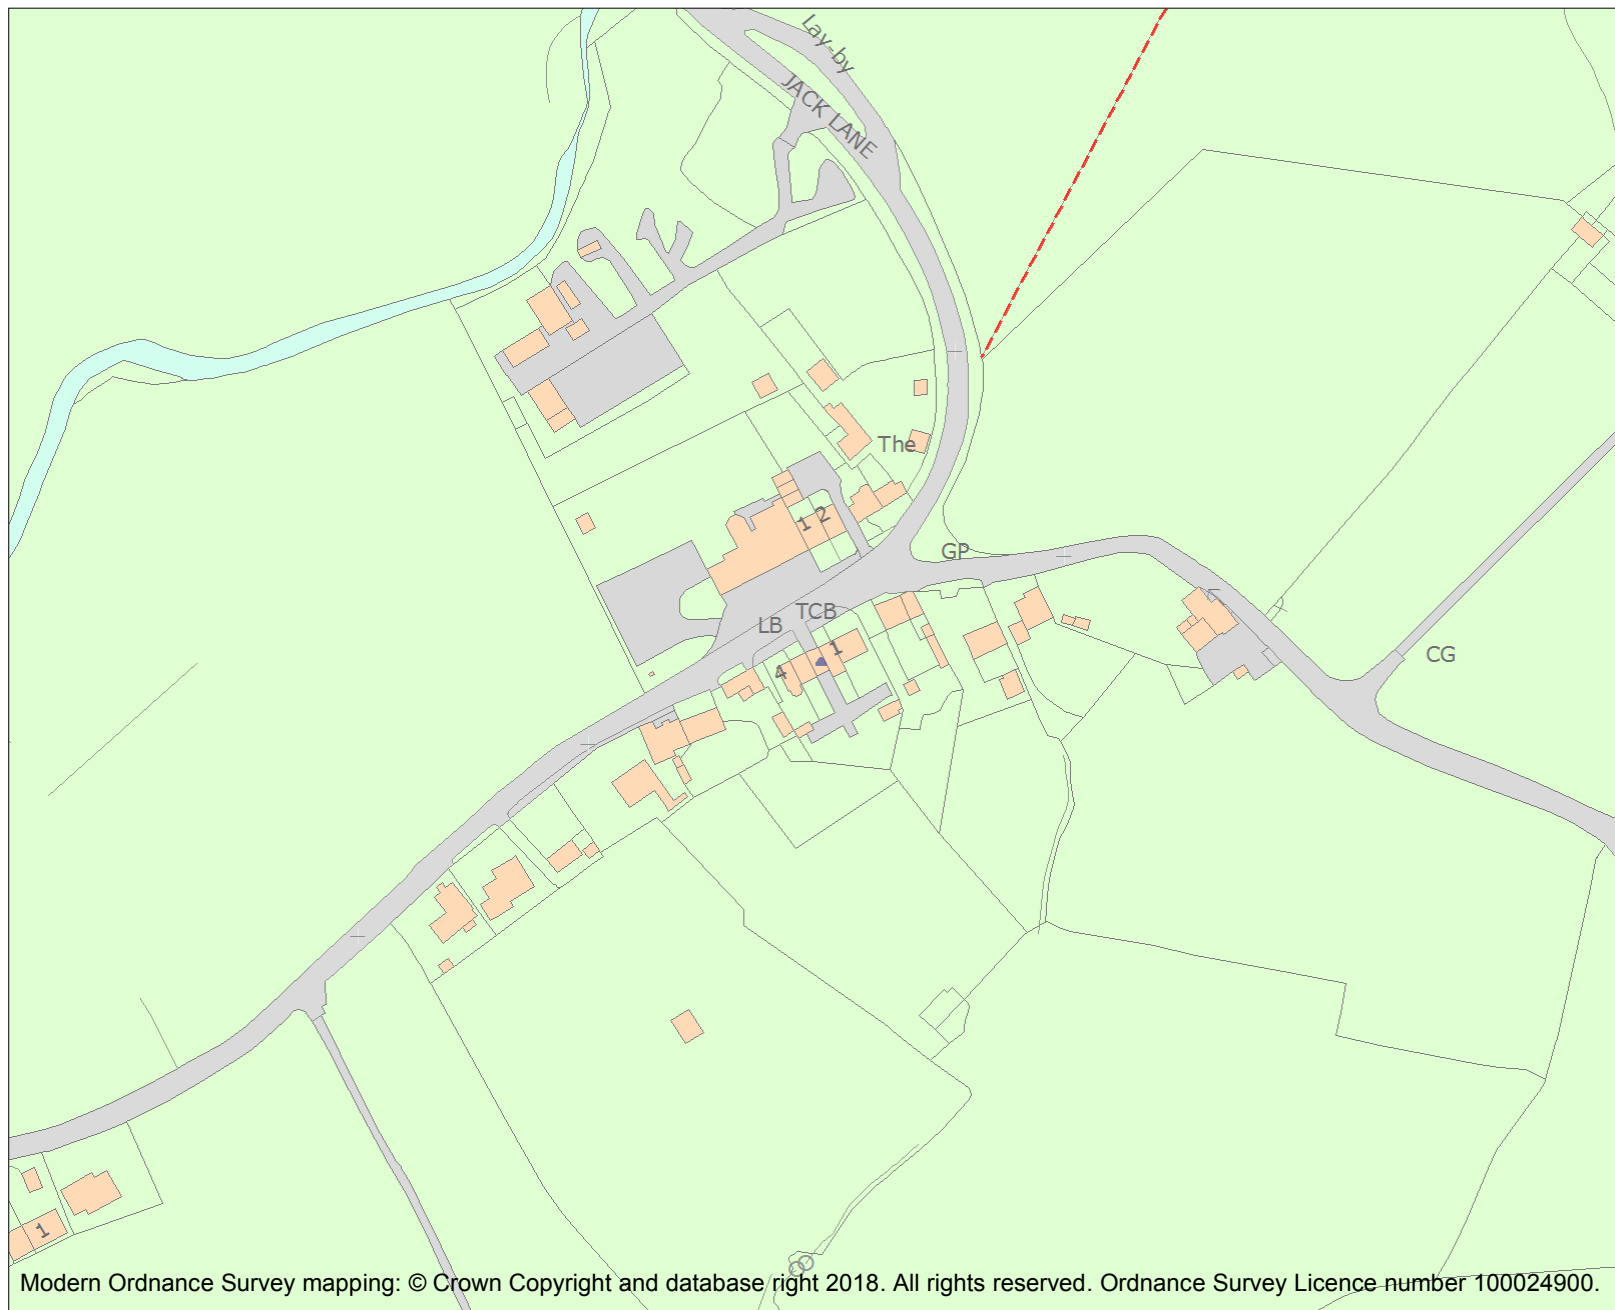 Lay-by
JACK LANE
The
1 2
GP
TCB
LB
1
4
CG
1
Modern Ordnance Survey mapping: © Crown Copyright and database right 2018. All rights reserved. Ordnance Survey Licence number 100024900.